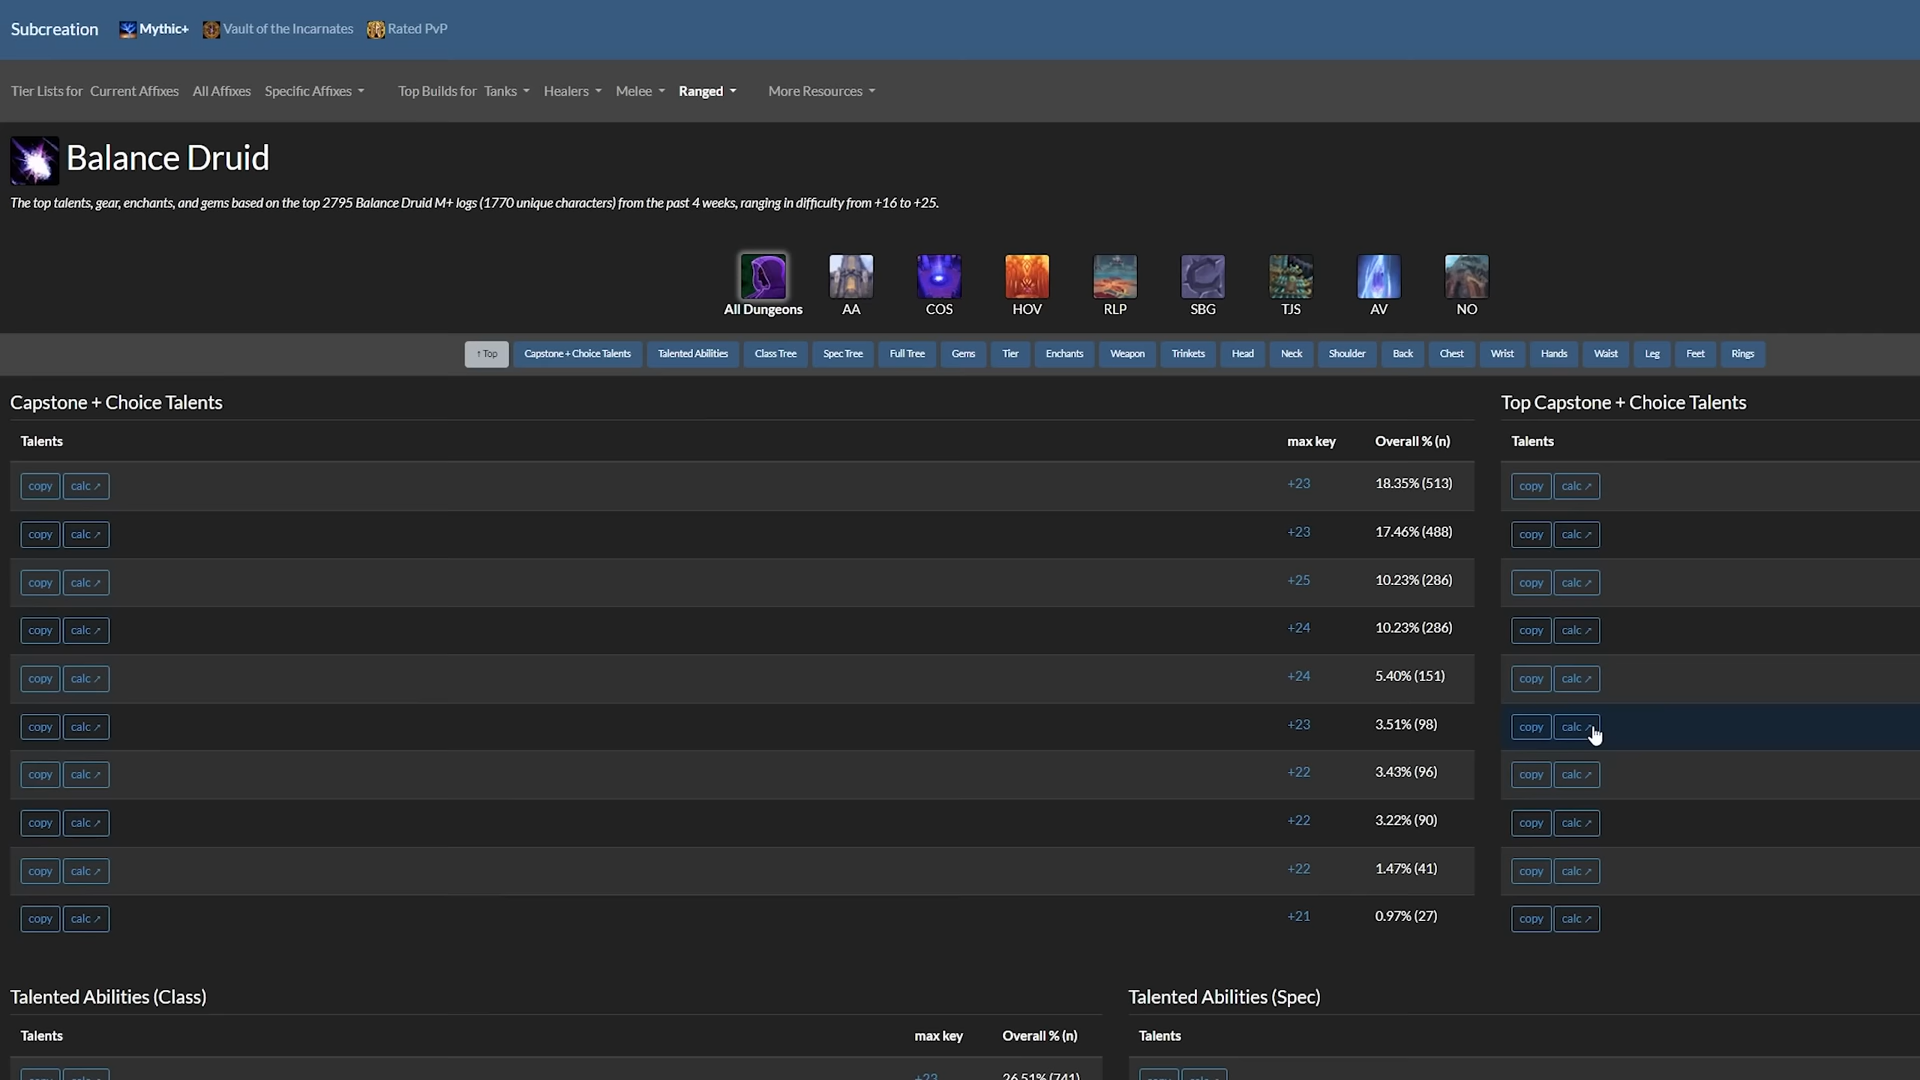 Subcreation Mythic+ Vault of the Incarnates Rated PvP
Tier Lists for Current Affixes All Affixes Specific Affixes Top Builds for Tanks Healers Melee Ranged More Resources
Balance Druid
The top talents, gear, enchants, and gems based on the top 2795 Balance Druid M+ logs (1770 unique characters) from the past 4 weeks, ranging in difficulty from +16 to +25.
All Dungeons AA COS HOV RLP SBG TJS AV NO
↑ Top Capstone + Choice Talents Talented Abilities Class Tree Spec Tree Full Tree Gems Tier Enchants Weapon Trinkets Head Neck Shoulder Back Chest Wrist Hands Waist Leg Feet Rings
Capstone + Choice Talents Top Capstone + Choice Talents
Talents max key Overall % (n) Talents
copy calc ↗ +23 18.35% (513) copy calc ↗
copy calc ↗ +23 17.46% (488) copy calc ↗
copy calc ↗ +25 10.23% (286) copy calc ↗
copy calc ↗ +24 10.23% (286) copy calc ↗
copy calc ↗ +24 5.40% (151) copy calc ↗
copy calc ↗ +23 3.51% (98) copy calc ↗
copy calc ↗ +22 3.43% (96) copy calc ↗
copy calc ↗ +22 3.22% (90) copy calc ↗
copy calc ↗ +22 1.47% (41) copy calc ↗
copy calc ↗ +21 0.97% (27) copy calc ↗
Talented Abilities (Class) Talented Abilities (Spec)
Talents max key Overall % (n) Talents
copy calc ↗ +23 26.51% (741)